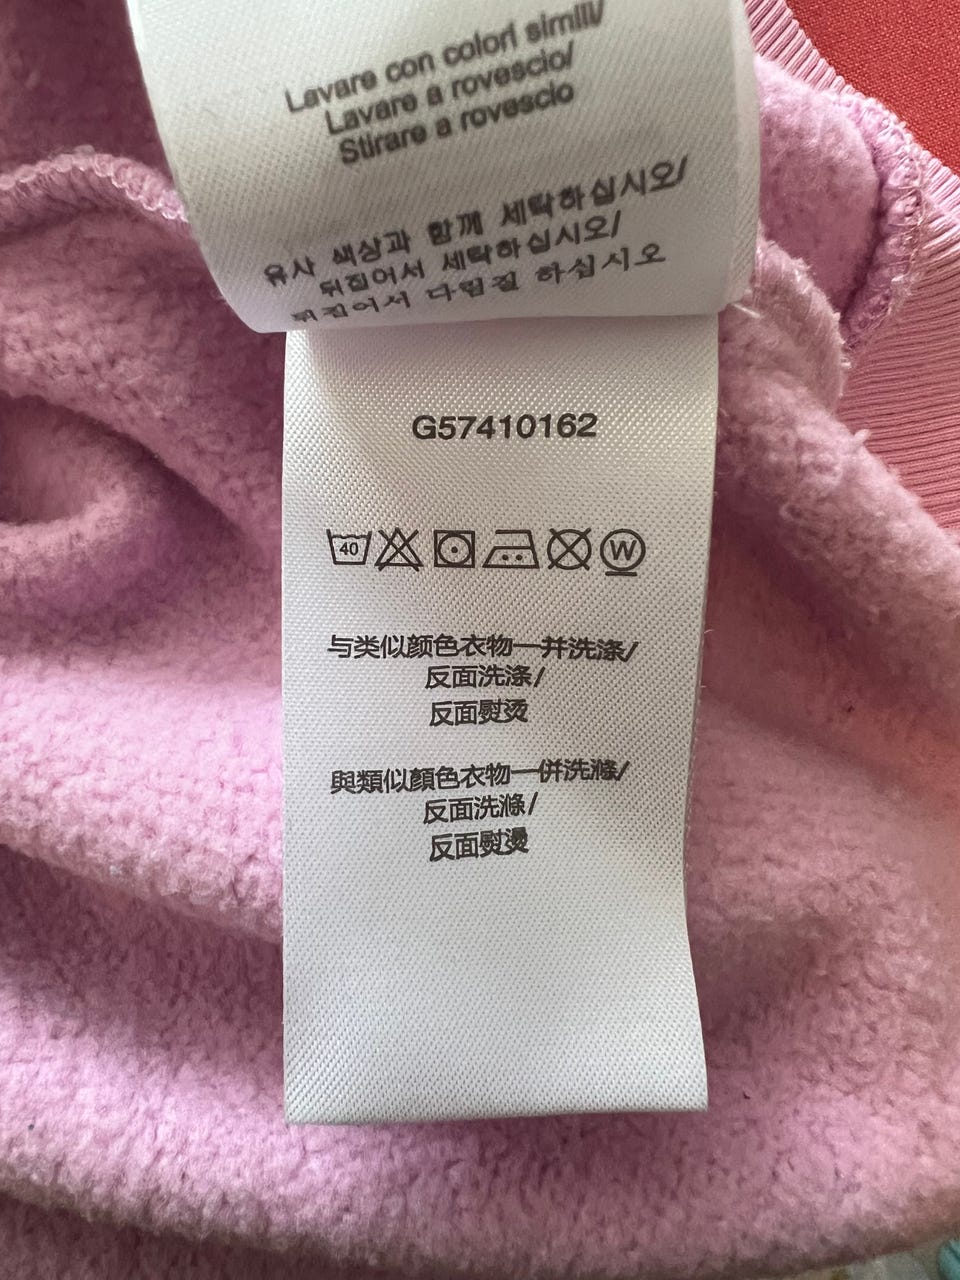 Lavare con colori simili/
Lavare a rovescio/
Stirare a rovescio
유사 색상과 함께 세탁하십시오/
뒤집어서 세탁하십시오/
뒤집어서 다림질 하십시오
G57410162
40 W
与类似颜色衣物一并洗涤/
反面洗涤/
反面熨烫
與類似顏色衣物一併洗滌/
反面洗滌/
反面熨燙